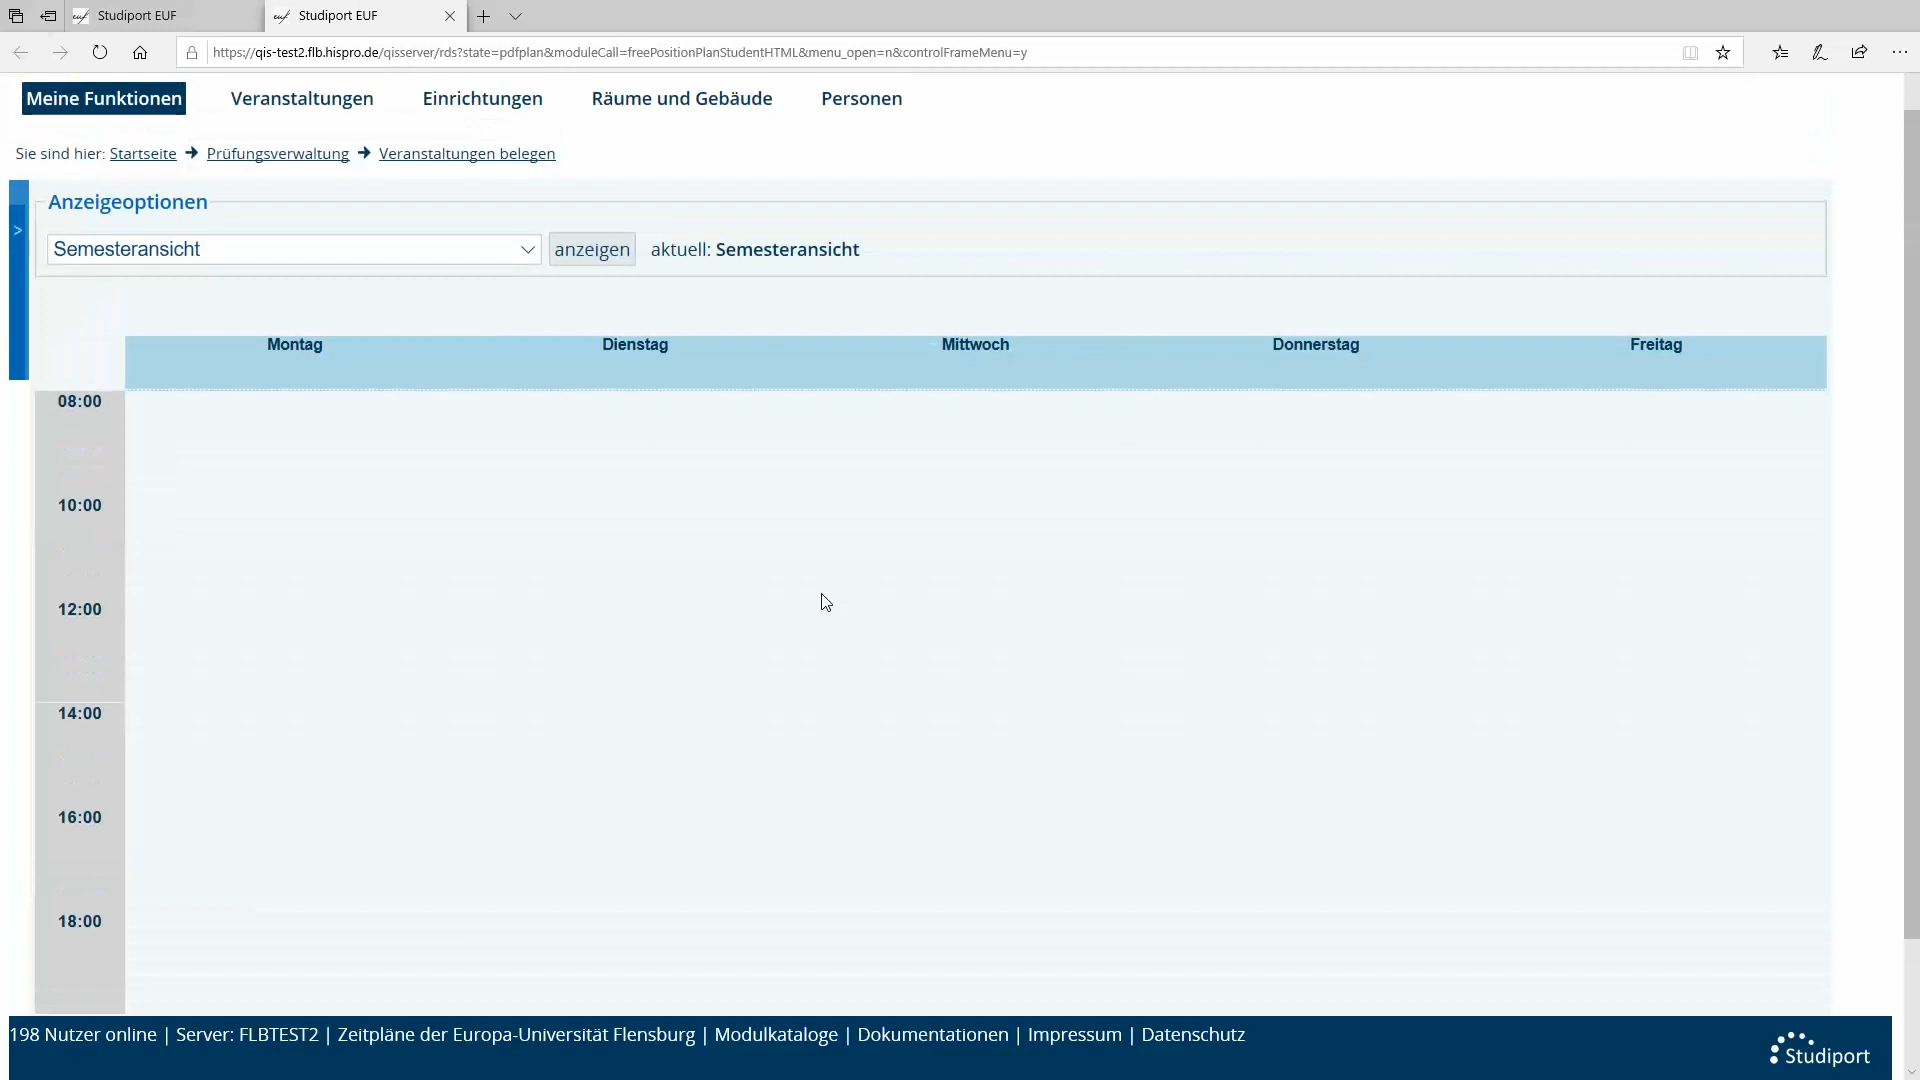 Studiport EUF
Studiport EUF
https://qis-test2.flb.hispro.de/qisserver/rds?state=pdfplan&moduleCall=freePositionPlanStudentHTML&menu_open=n&controlFrameMenu=y
Meine Funktionen Veranstaltungen Einrichtungen Räume und Gebäude Personen
Sie sind hier: Startseite → Prüfungsverwaltung → Veranstaltungen belegen
Anzeigeoptionen
>
Semesteransicht anzeigen aktuell: Semesteransicht
Montag Dienstag Mittwoch Donnerstag Freitag
08:00
10:00
12:00
14:00
16:00
18:00
198 Nutzer online | Server: FLBTEST2 | Zeitpläne der Europa-Universität Flensburg | Modulkataloge | Dokumentationen | Impressum | Datenschutz
Studiport